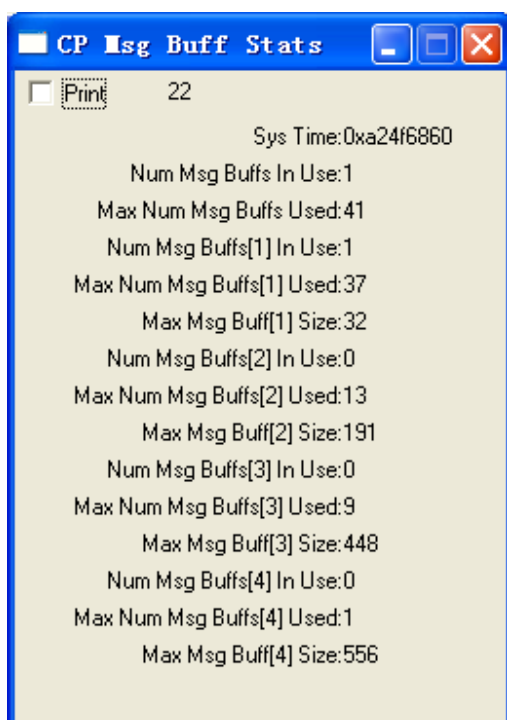 CP Msg Buff Stats
Print 22
Sys Time:0xa24f6860
Num Msg Buffs In Use:1
Max Num Msg Buffs Used:41
Num Msg Buffs[1] In Use:1
Max Num Msg Buffs[1] Used:37
Max Msg Buff[1] Size:32
Num Msg Buffs[2] In Use:0
Max Num Msg Buffs[2] Used:13
Max Msg Buff[2] Size:191
Num Msg Buffs[3] In Use:0
Max Num Msg Buffs[3] Used:9
Max Msg Buff[3] Size:448
Num Msg Buffs[4] In Use:0
Max Num Msg Buffs[4] Used:1
Max Msg Buff[4] Size:556